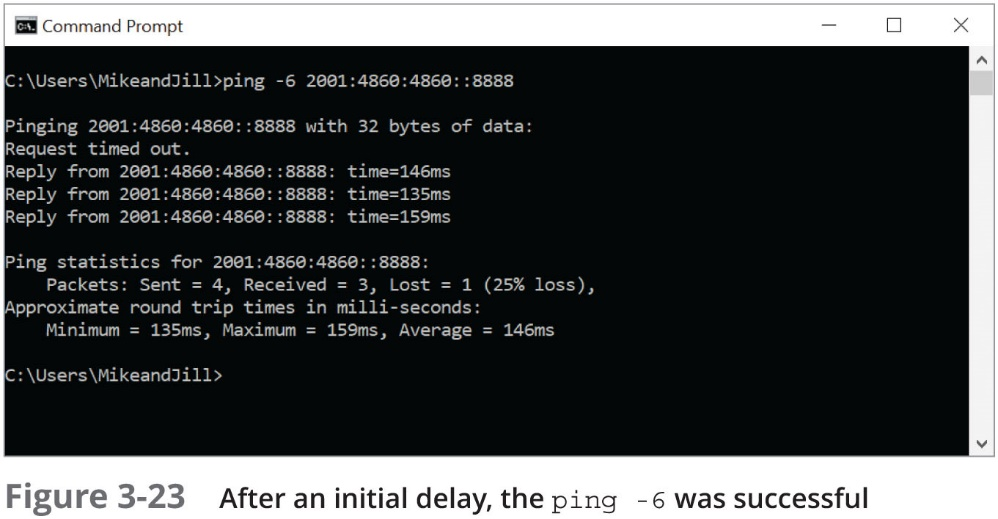 Command Prompt
C:\Users\MikeandJill>ping -6 2001:4860:4860::8888
Pinging 2001:4860:4860::8888 with 32 bytes of data:
Request timed out.
Reply from 2001:4860:4860::8888: time=146ms
Reply from 2001:4860:4860::8888: time=135ms
Reply from 2001:4860:4860::8888: time=159ms
Ping statistics for 2001:4860:4860::8888:
    Packets: Sent = 4, Received = 3, Lost = 1 (25% loss),
Approximate round trip times in milli-seconds:
    Minimum = 135ms, Maximum = 159ms, Average = 146ms
C:\Users\MikeandJill>
Figure 3-23 After an initial delay, the ping -6 was successful